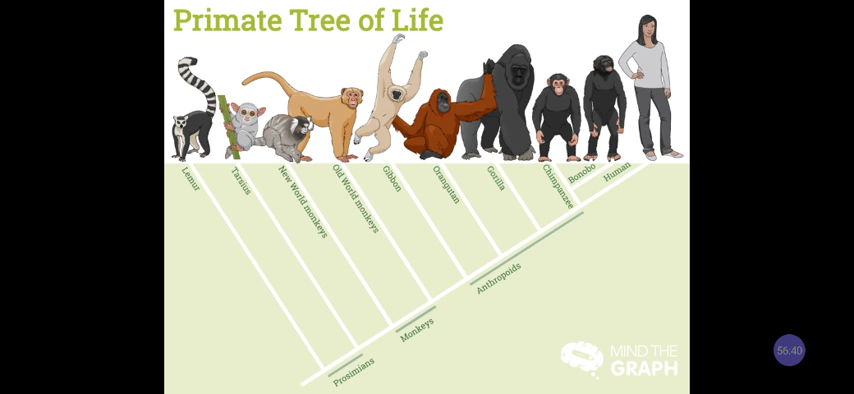 Primate Tree of Life
Lemur
Tarsius
New World monkeys
Old World monkeys
Gibbon
Orangutan
Gorilla
Chimpanzee
Bonobo
Human
Anthropoids
Monkeys
Prosimians
MIND THE
GRAPH
56:40